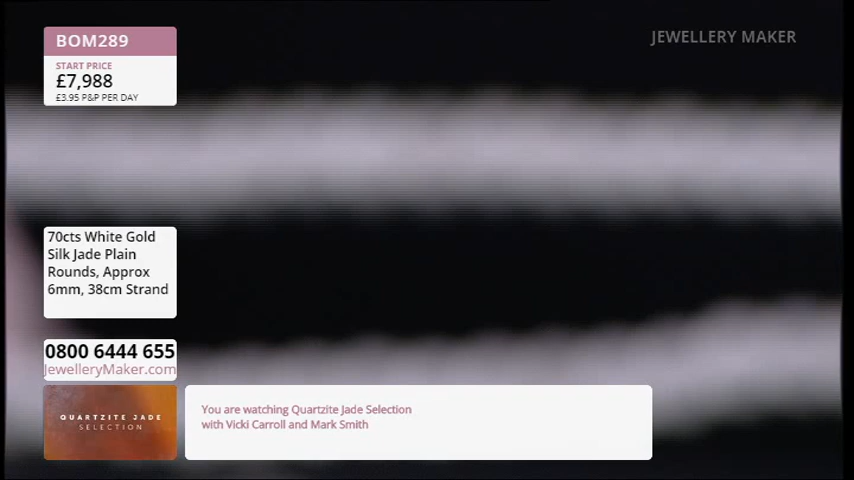 BOM289
START PRICE
£7,988
£3.95 P&P PER DAY
JEWELLERY MAKER
70cts White Gold
Silk Jade Plain
Rounds, Approx
6mm, 38cm Strand
0800 6444 655
JewelleryMaker.com
QUARTZITE JADE
SELECTION
You are watching Quartzite Jade Selection
with Vicki Carroll and Mark Smith